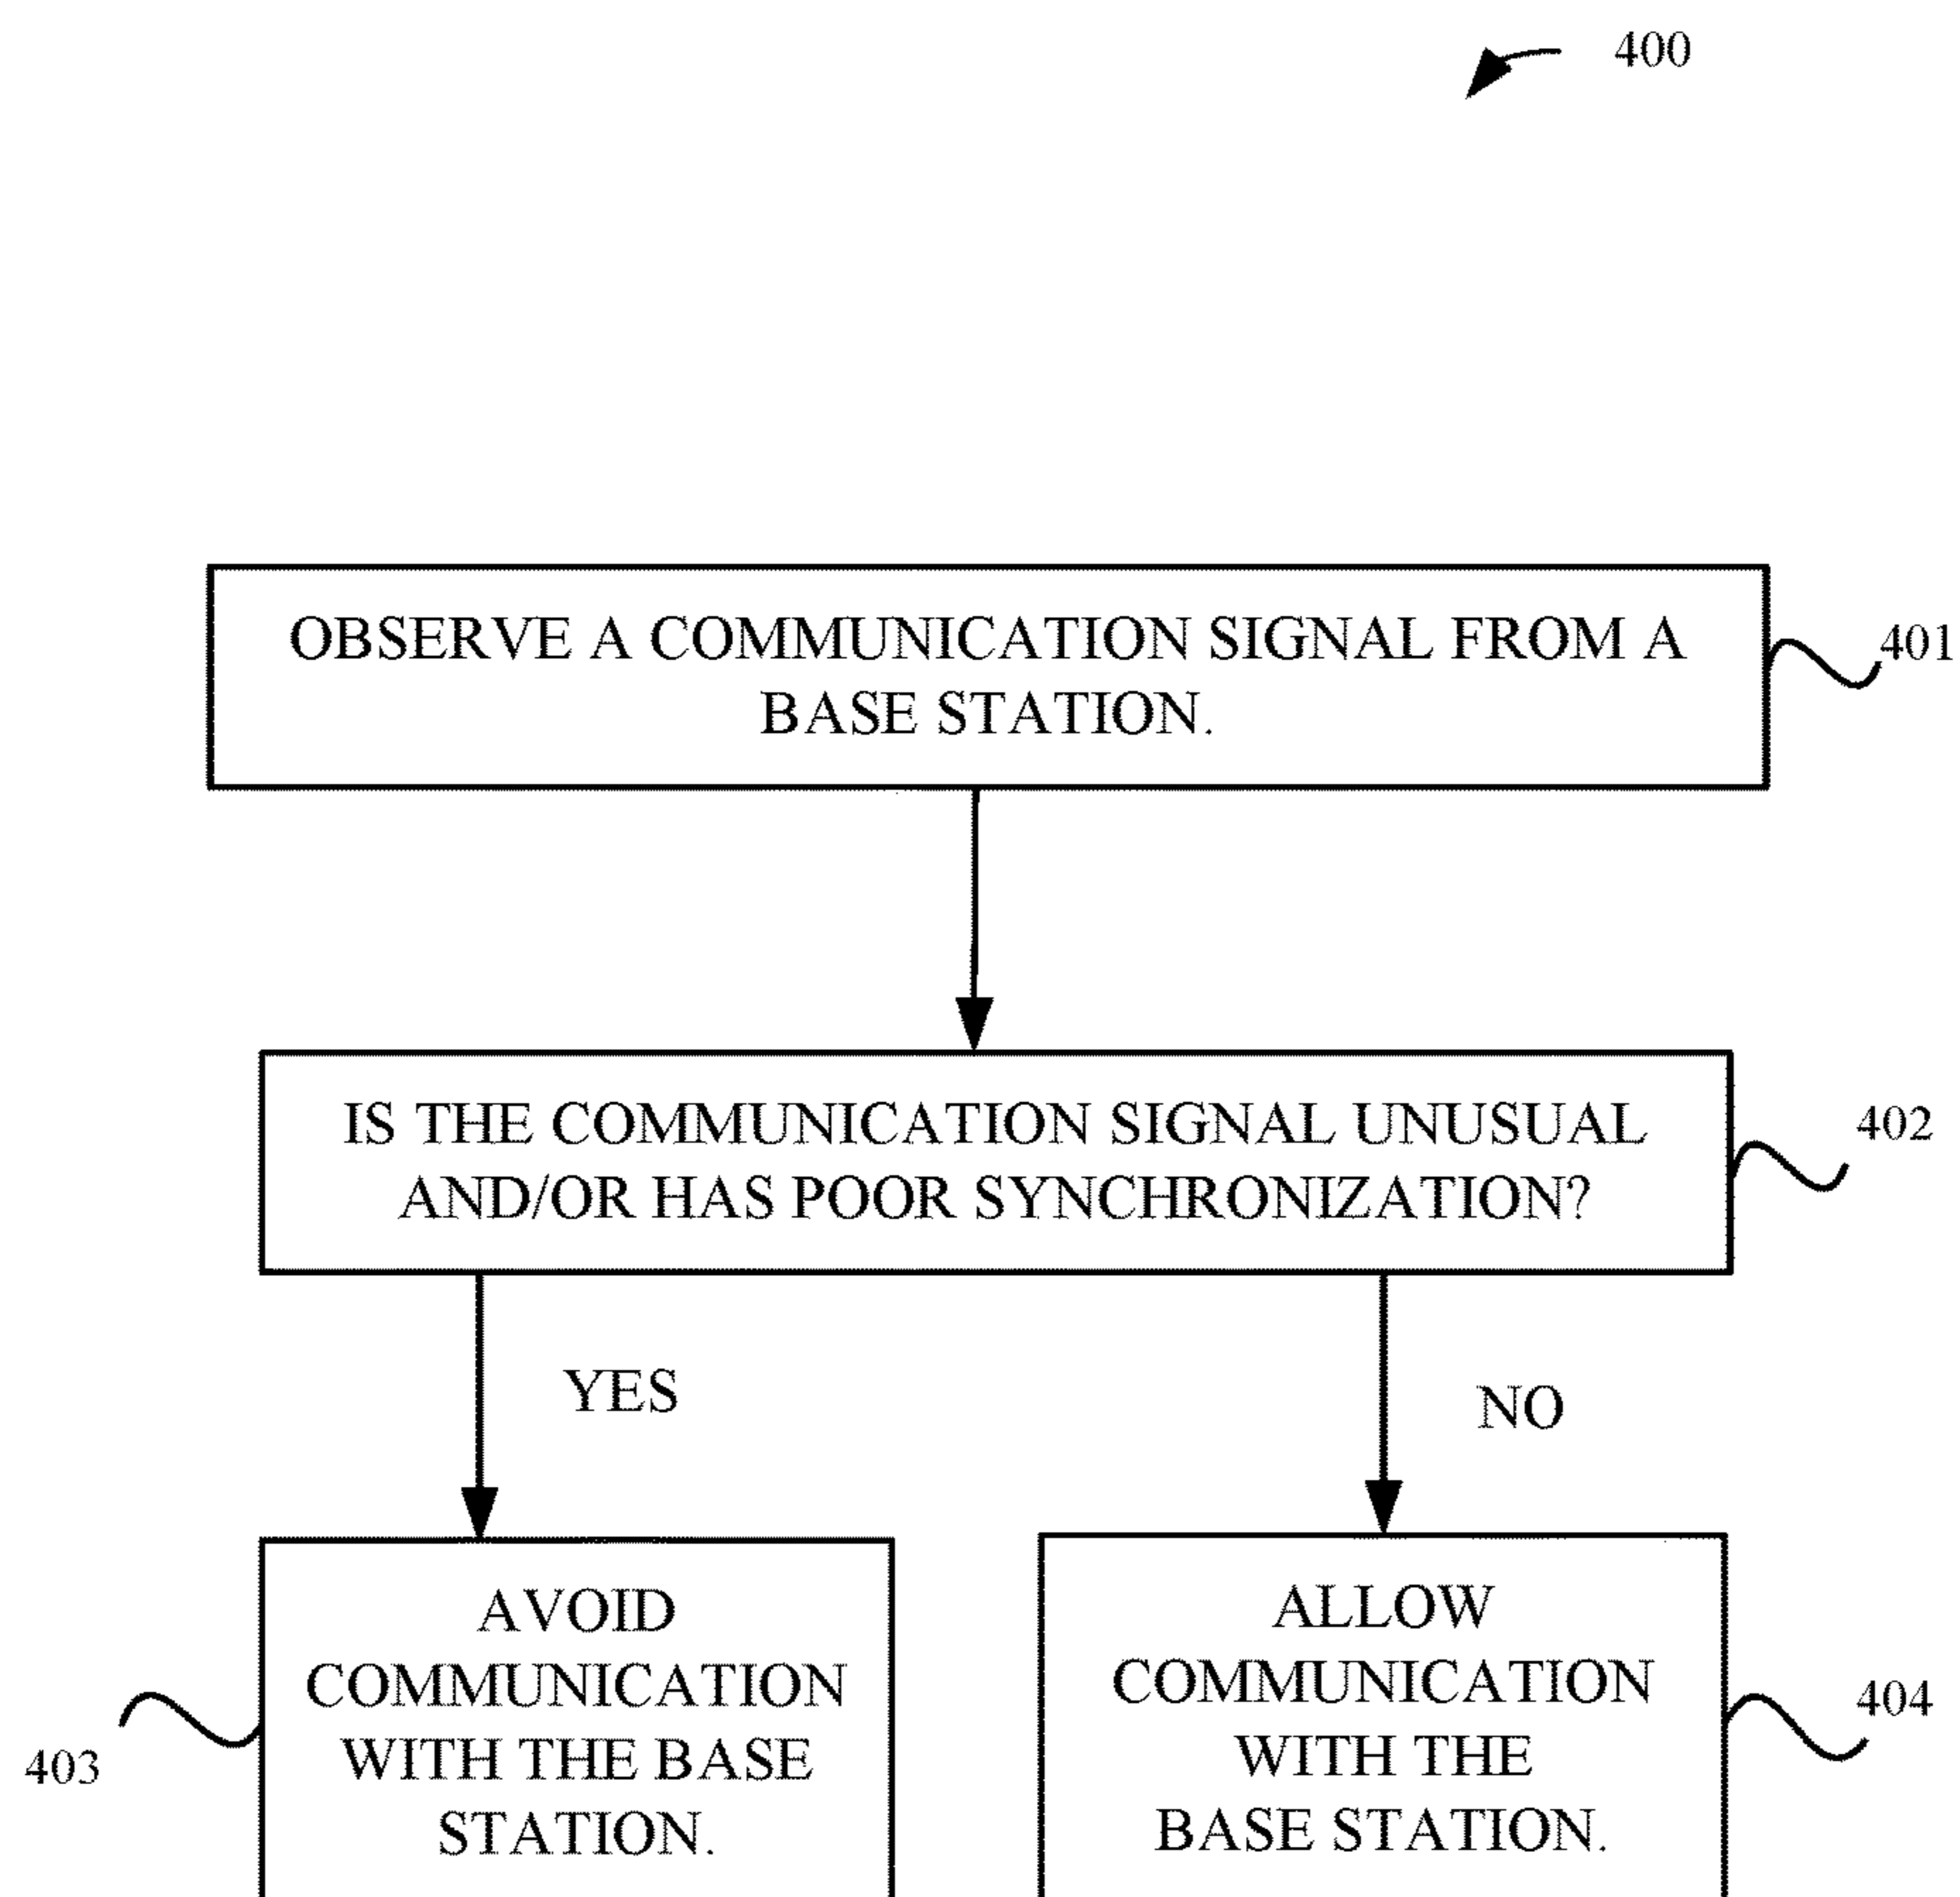 400
OBSERVE A COMMUNICATION SIGNAL FROM A
BASE STATION.
401
IS THE COMMUNICATION SIGNAL UNUSUAL
AND/OR HAS POOR SYNCHRONIZATION?
402
YES
NO
AVOID
COMMUNICATION
WITH THE BASE
STATION.
403
ALLOW
COMMUNICATION
WITH THE
BASE STATION.
404